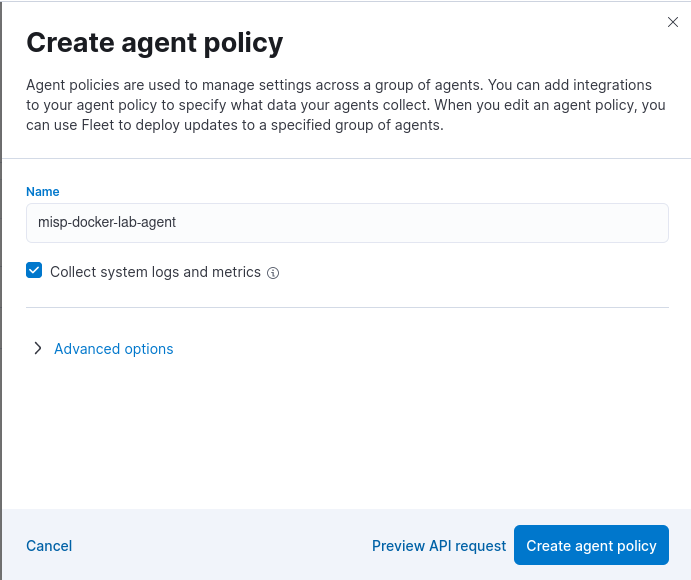 Create agent policy
Agent policies are used to manage settings across a group of agents. You can add integrations
to your agent policy to specify what data your agents collect. When you edit an agent policy, you
can use Fleet to deploy updates to a specified group of agents.
Name
misp-docker-lab-agent
Collect system logs and metrics
Advanced options
Cancel
Preview API request
Create agent policy